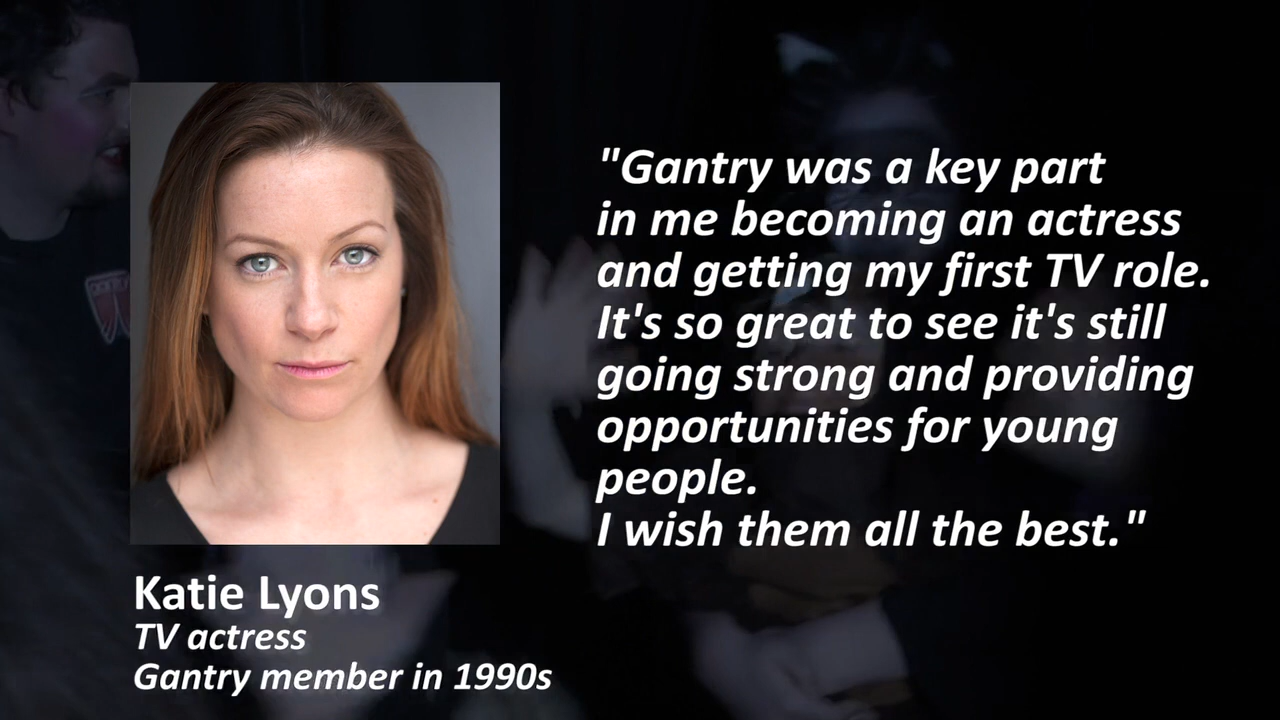 "Gantry was a key part
in me becoming an actress
and getting my first TV role.
It's so great to see it's still
going strong and providing
opportunities for young
people.
I wish them all the best."
Katie Lyons
TV actress
Gantry member in 1990s